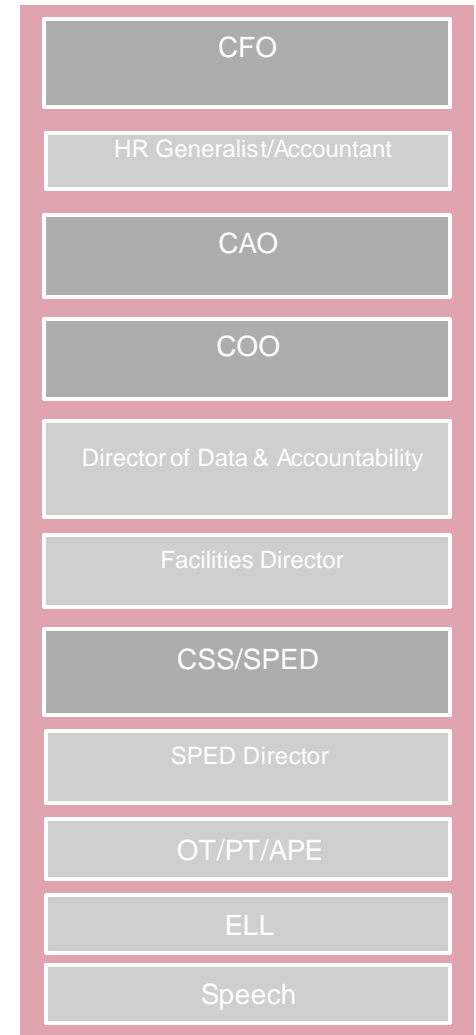 CFO
HR Generalist/Accountant
CAO
COO
Director of Data & Accountability
Facilities Director
CSS/SPED
SPED Director
OT/PT/APE
ELL
Speech